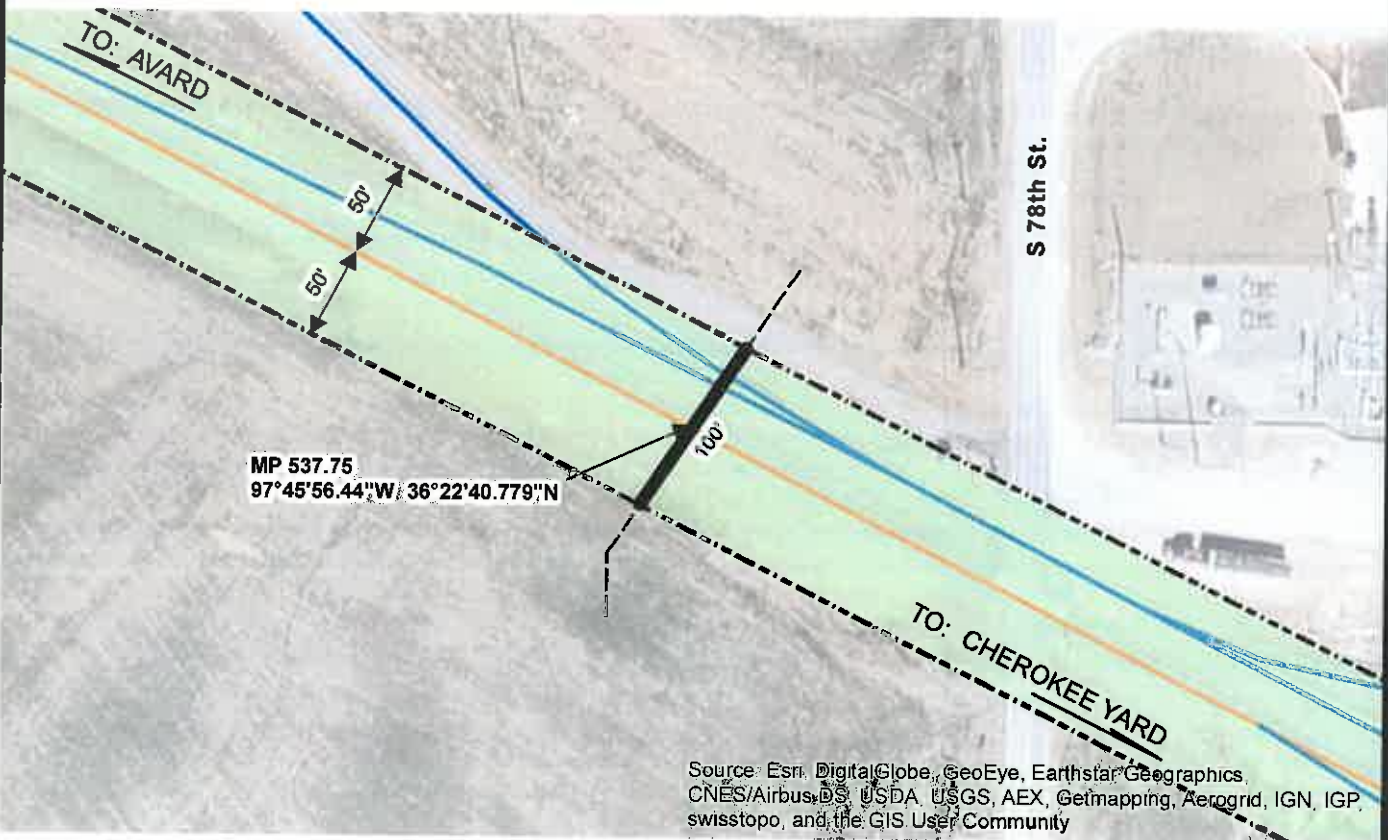 TO: AVARD
50'
50'
S 78th St.
100'
MP 537.75
97°45'56.44"W 36°22'40.779"N
TO: CHEROKEE YARD
Source: Esri, DigitalGlobe, GeoEye, Earthstar Geographics,
CNES/Airbus DS, USDA, USGS, AEX, Getmapping, Aerogrid, IGN, IGP,
swisstopo, and the GIS User Community